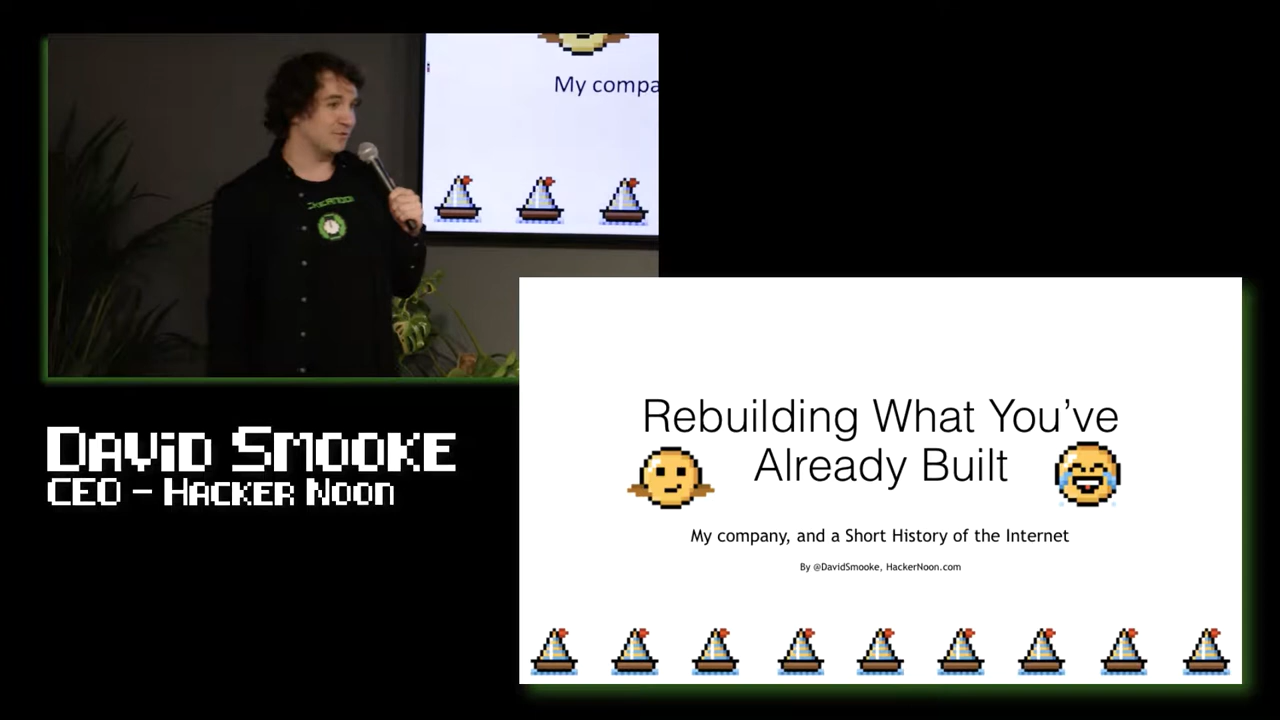 My compa
David Smooke
CEO – Hacker Noon
Rebuilding What You've
Already Built
My company, and a Short History of the Internet
By @DavidSmooke, HackerNoon.com